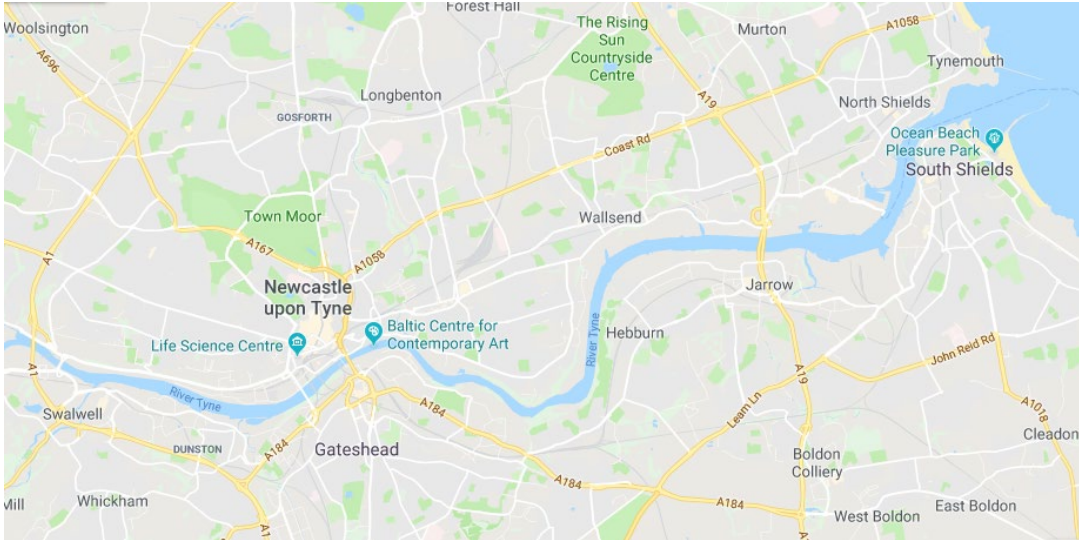 Forest Hall
Woolsington
The Rising
Sun
Countryside
Centre
Murton
A1058
A696
Tynemouth
Longbenton
A19
North Shields
GOSFORTH
Coast Rd
Ocean Beach
Pleasure Park
South Shields
Town Moor
Wallsend
A167
A1
A1058
Newcastle
upon Tyne
Jarrow
Baltic Centre for
Contemporary Art
Life Science Centre
River Tyne
Hebburn
John Reid Rd
A1
A19
River Tyne
Leam Ln
A184
Swalwell
A1018
Cleadon
DUNSTON
A184
Gateshead
Boldon
Colliery
A184
Mill
Whickham
A184
East Boldon
West Boldon
A1